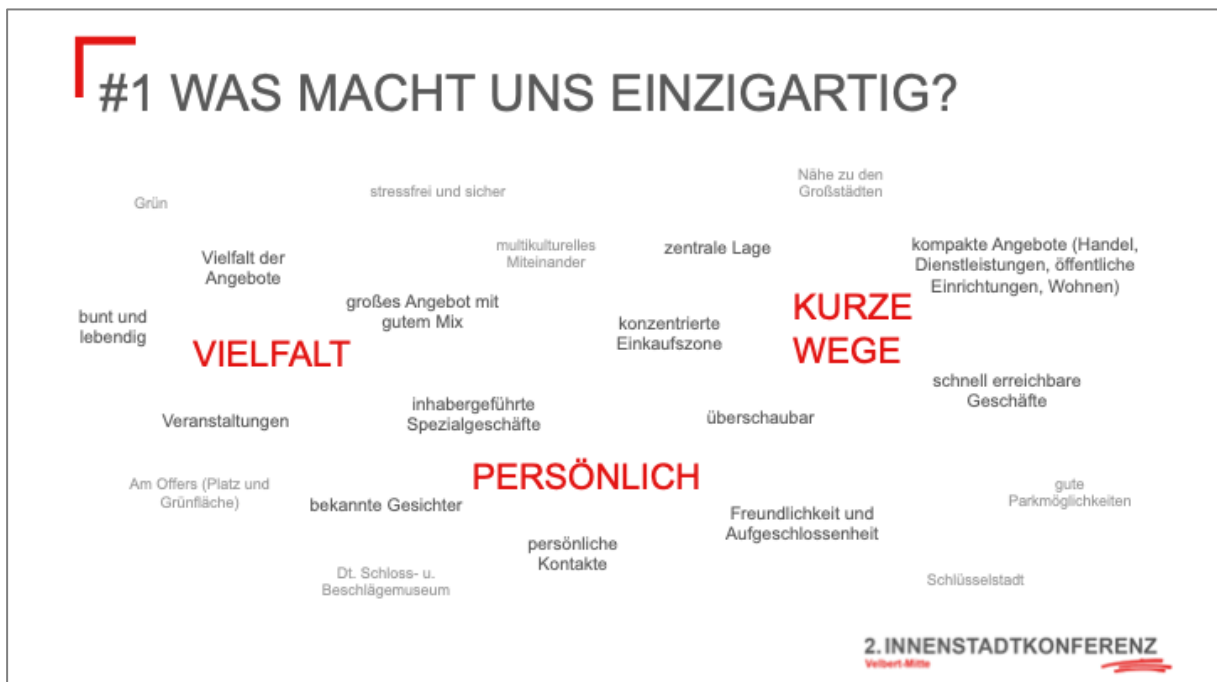 #1 WAS MACHT UNS EINZIGARTIG?
Grün
stressfrei und sicher
Nähe zu den
Großstädten
Vielfalt der
Angebote
multikulturelles
Miteinander
zentrale Lage
kompakte Angebote (Handel,
Dienstleistungen, öffentliche
Einrichtungen, Wohnen)
bunt und
lebendig
großes Angebot mit
gutem Mix
VIELFALT
konzentrierte
Einkaufszone
KURZE
WEGE
schnell erreichbare
Geschäfte
Veranstaltungen
inhabergeführte
Spezialgeschäfte
überschaubar
PERSÖNLICH
Am Offers (Platz und
Grünfläche)
bekannte Gesichter
persönliche
Kontakte
Freundlichkeit und
Aufgeschlossenheit
gute
Parkmöglichkeiten
Dt. Schloss- u.
Beschlägemuseum
Schlüsselstadt
2. INNENSTADTKONFERENZ
Velbert-Mitte